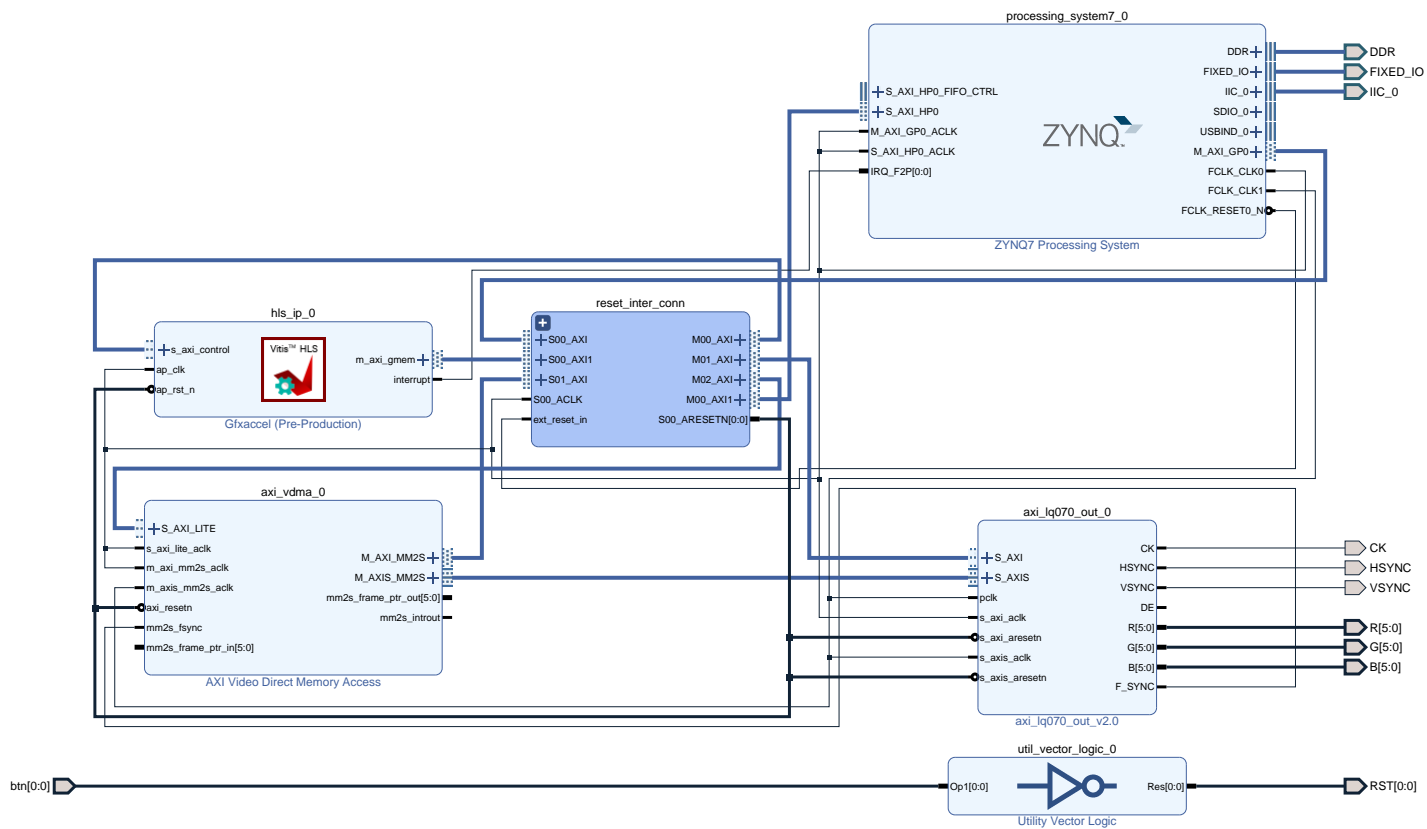 processing_system7_0
S_AXI_HP0_FIFO_CTRL
S_AXI_HP0
M_AXI_GP0_ACLK
S_AXI_HP0_ACLK
IRQ_F2P[0:0]
ZYNQ™
DDR
FIXED_IO
IIC_0
SDIO_0
USBIND_0
M_AXI_GP0
FCLK_CLK0
FCLK_CLK1
FCLK_RESET0_N
ZYNQ7 Processing System
DDR
FIXED_IO
IIC_0
hls_ip_0
s_axi_control
ap_clk
ap_rst_n
Vitis™ HLS
m_axi_gmem
interrupt
Gfxaccel (Pre-Production)
reset_inter_conn
S00_AXI
S00_AXI1
S01_AXI
S00_ACLK
ext_reset_in
M00_AXI
M01_AXI
M02_AXI
M00_AXI1
S00_ARESETN[0:0]
axi_vdma_0
S_AXI_LITE
s_axi_lite_aclk
m_axi_mm2s_aclk
m_axis_mm2s_aclk
axi_resetn
mm2s_fsync
mm2s_frame_ptr_in[5:0]
M_AXI_MM2S
M_AXIS_MM2S
mm2s_frame_ptr_out[5:0]
mm2s_introut
AXI Video Direct Memory Access
axi_lq070_out_0
S_AXI
S_AXIS
pclk
s_axi_aclk
s_axi_aresetn
s_axis_aclk
s_axis_aresetn
CK
HSYNC
VSYNC
DE
R[5:0]
G[5:0]
B[5:0]
F_SYNC
axi_lq070_out_v2.0
CK
HSYNC
VSYNC
R[5:0]
G[5:0]
B[5:0]
util_vector_logic_0
btn[0:0]
Op1[0:0]
Res[0:0]
RST[0:0]
Utility Vector Logic